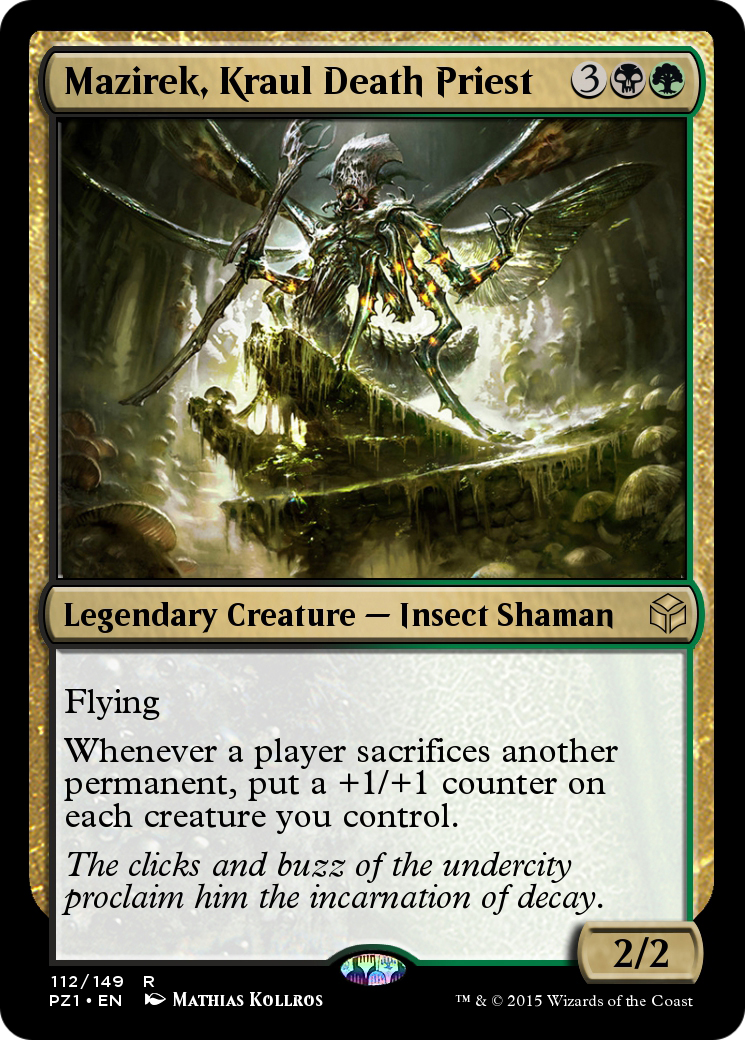 Mazirek, Kraul Death Priest 3
Legendary Creature — Insect Shaman
Flying
Whenever a player sacrifices another
permanent, put a +1/+1 counter on
each creature you control.
The clicks and buzz of the undercity
proclaim him the incarnation of decay.
2/2
112/149 R
PZ1 • EN Mathias Kollros
™ & © 2015 Wizards of the Coast